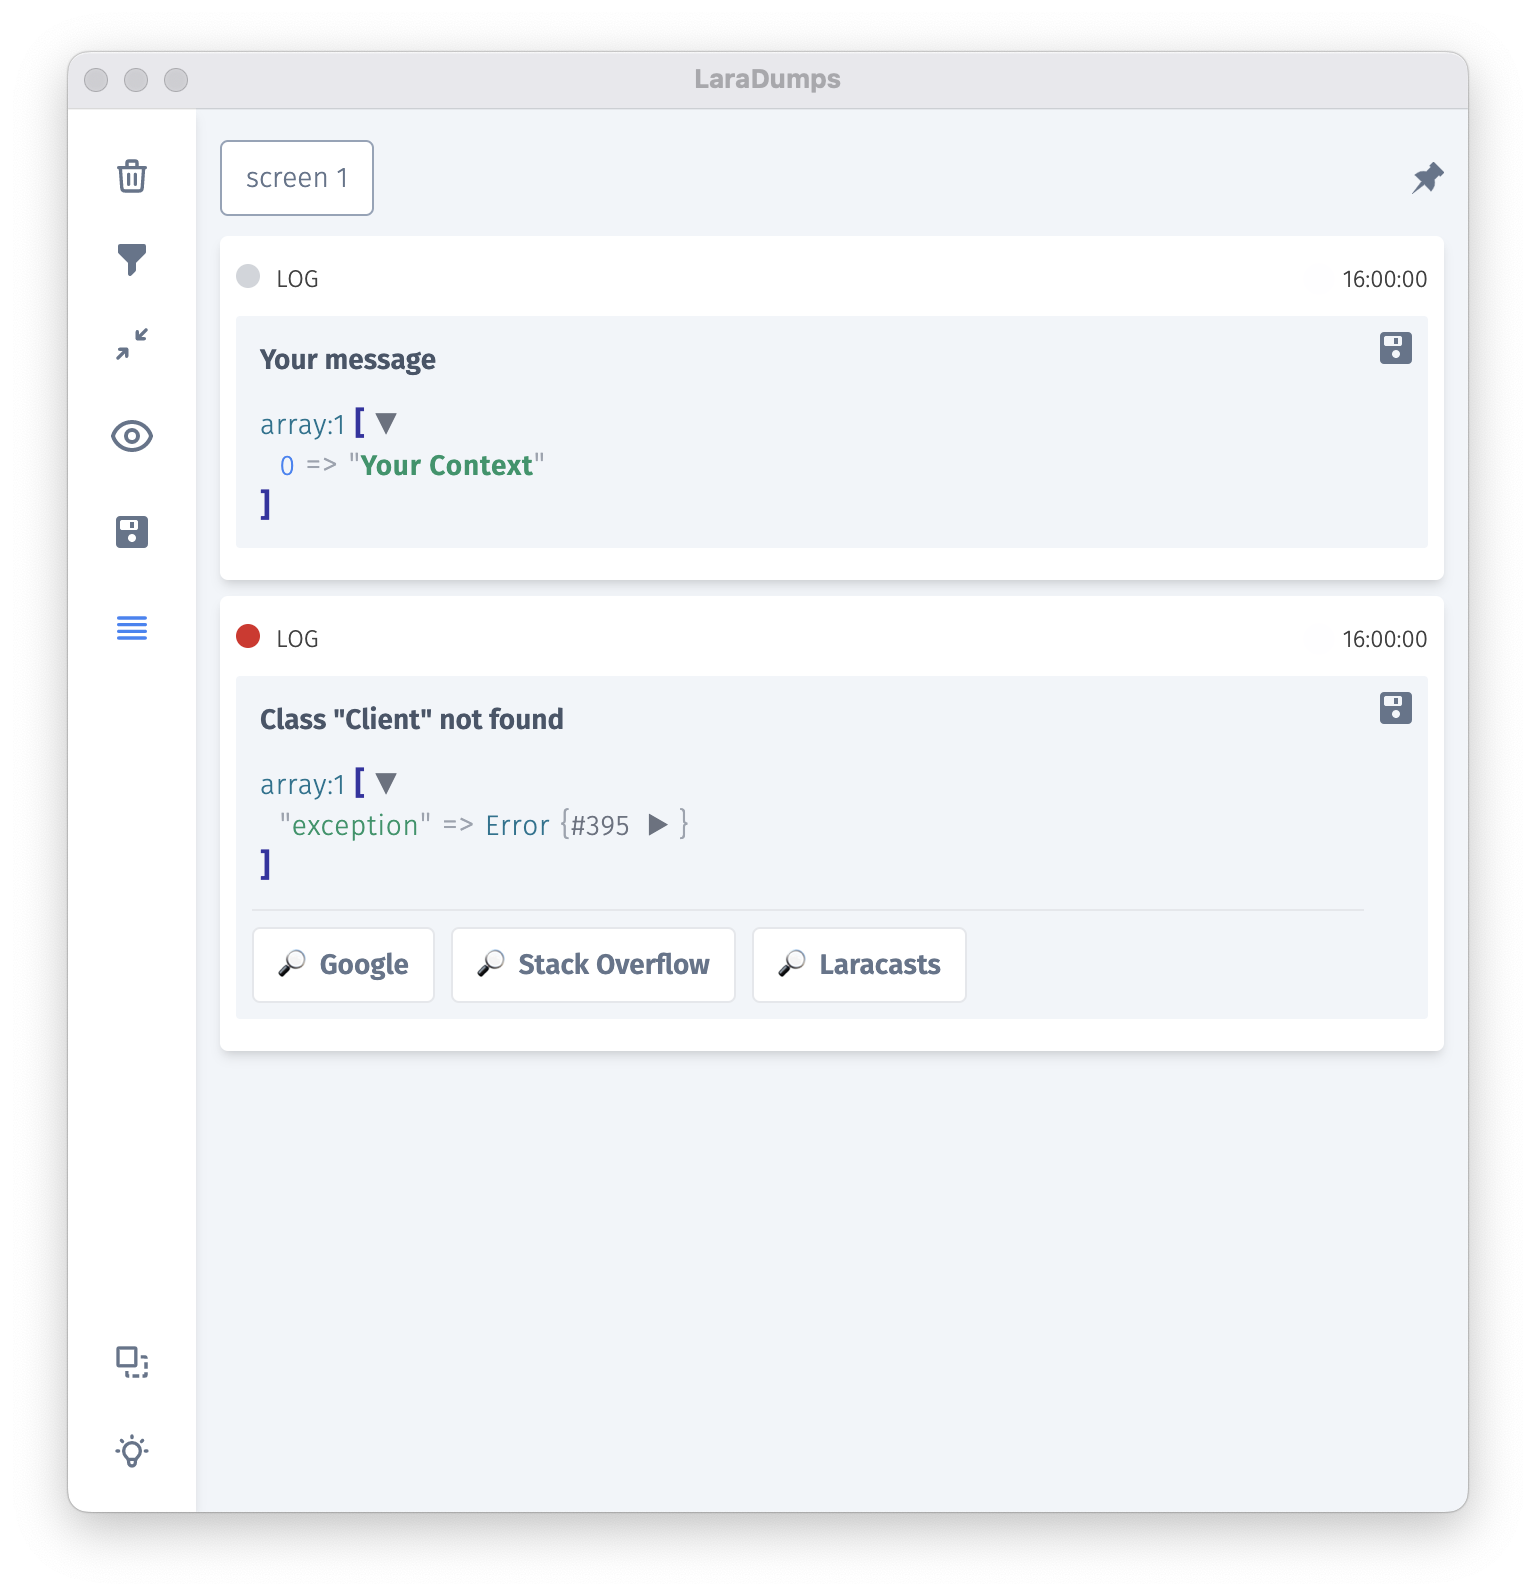 LaraDumps
screen 1
LOG
16:00:00
Your message
array:1 [ ▼
0 => "Your Context"
]
LOG
16:00:00
Class "Client" not found
array:1 [ ▼
"exception" => Error {#395 ▶ }
]
Google
Stack Overflow
Laracasts